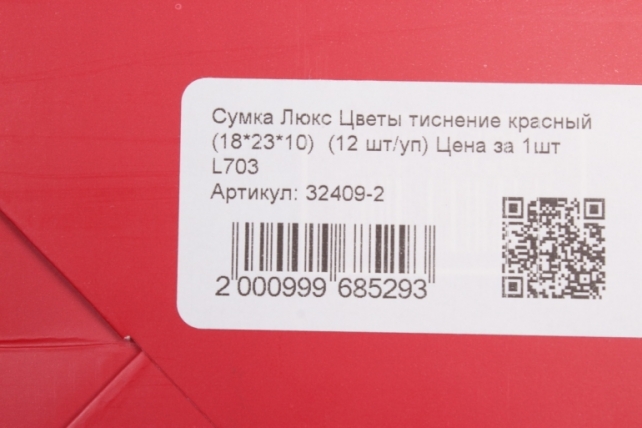 Сумка Люкс Цветы тиснение красный
(18*23*10) (12 шт/уп) Цена за 1шт
L703
Артикул: 32409-2
2 000999 685293